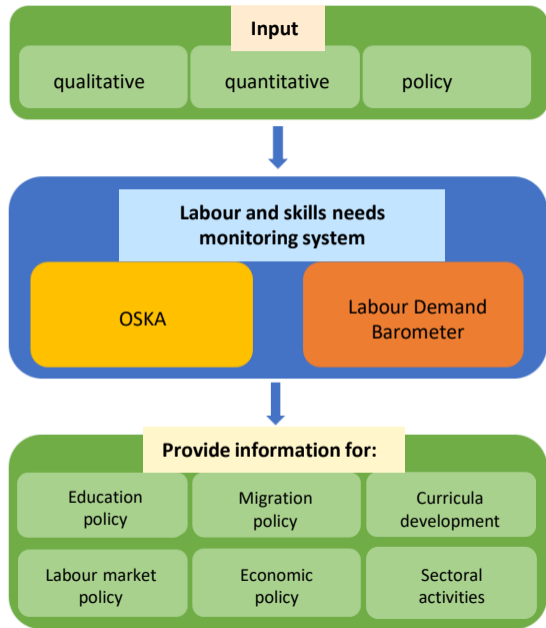 Input
qualitative
quantitative
policy
Labour and skills needs
monitoring system
OSKA
Labour Demand
Barometer
Provide information for:
Education
policy
Migration
policy
Curricula
development
Labour market
policy
Economic
policy
Sectoral
activities